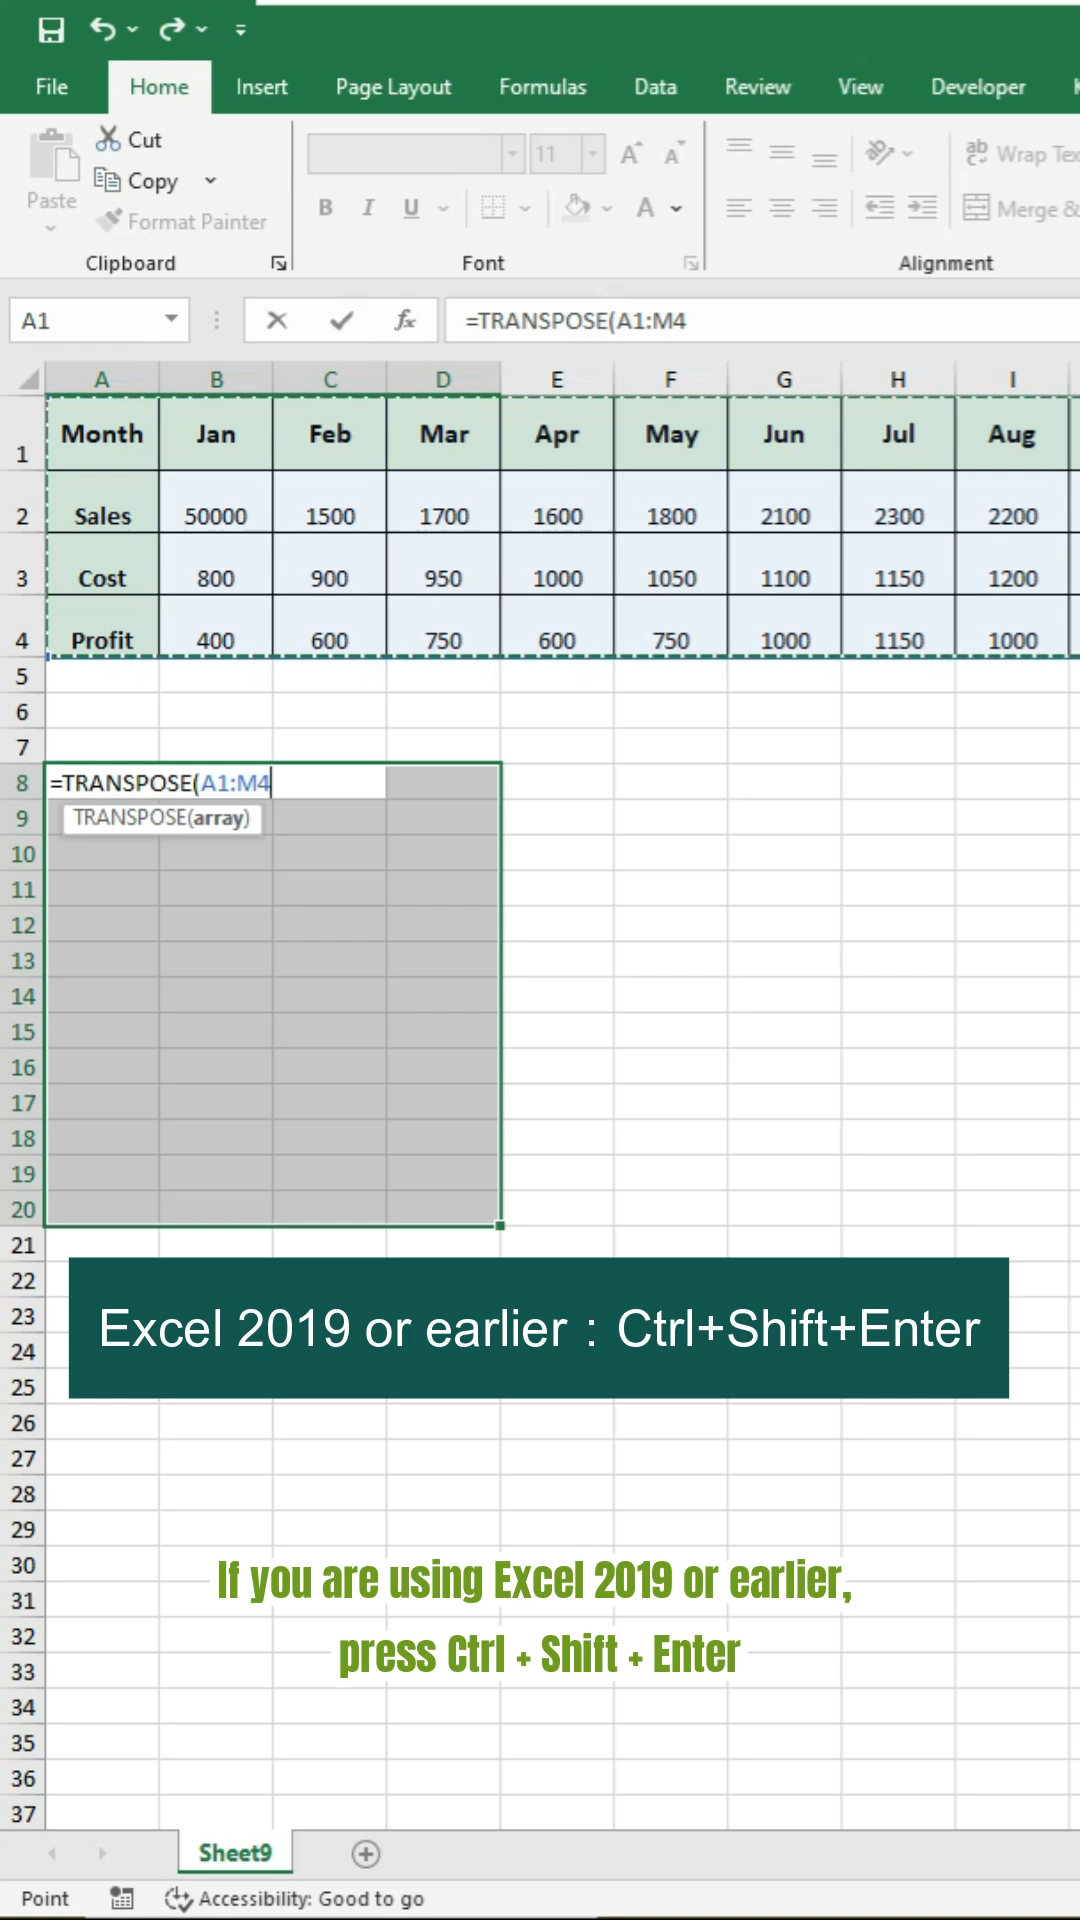 File Home Insert Page Layout Formulas Data Review View Developer
Cut
Copy
Paste
Format Painter
11
B I U A
ab Wrap Tex
Merge &
Clipboard Font Alignment
A1 fx =TRANSPOSE(A1:M4
A B C D E F G H I
1 Month Jan Feb Mar Apr May Jun Jul Aug
2 Sales 50000 1500 1700 1600 1800 2100 2300 2200
3 Cost 800 900 950 1000 1050 1100 1150 1200
4 Profit 400 600 750 600 750 1000 1150 1000
5
6
7
8 =TRANSPOSE(A1:M4
9 TRANSPOSE(array)
10
11
12
13
14
15
16
17
18
19
20
21
22
23
Excel 2019 or earlier : Ctrl+Shift+Enter
24
25
26
27
28
29
30
If you are using Excel 2019 or earlier,
31
32
press Ctrl + Shift + Enter
33
34
35
36
37
Sheet9
Point Accessibility: Good to go